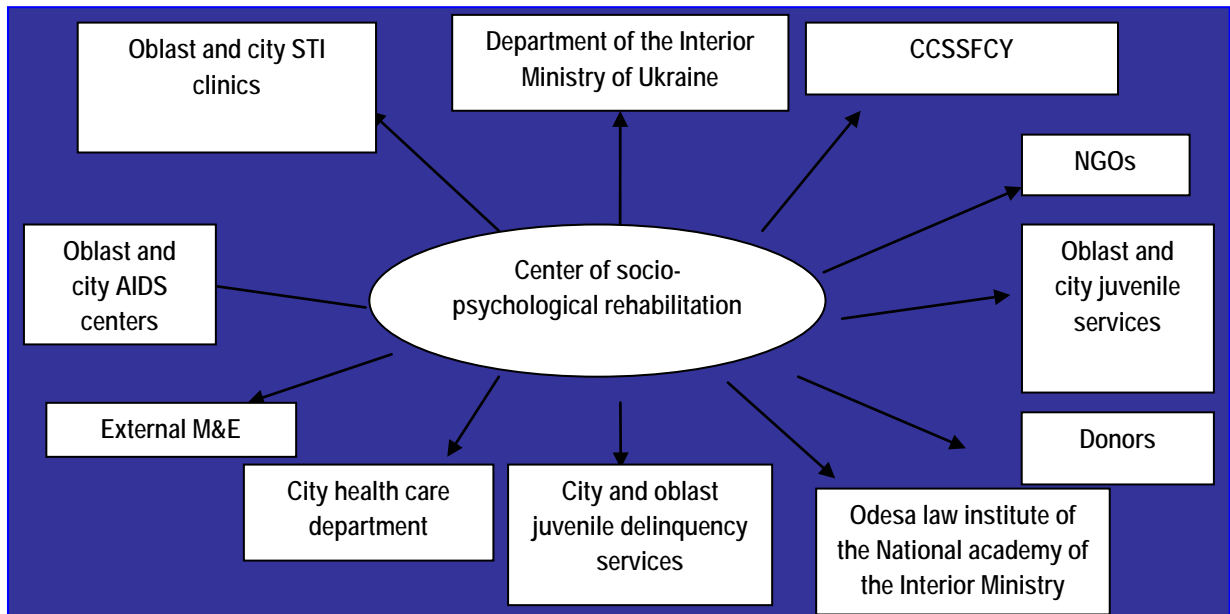 Oblast and city STI
clinics
Department of the Interior
Ministry of Ukraine
CCSSFCY
NGOs
Oblast and
city AIDS
centers
Center of socio-
psychological rehabilitation
Oblast and
city juvenile
services
External M&E
Donors
City health care
department
City and oblast
juvenile delinquency
services
Odesa law institute of
the National academy of
the Interior Ministry